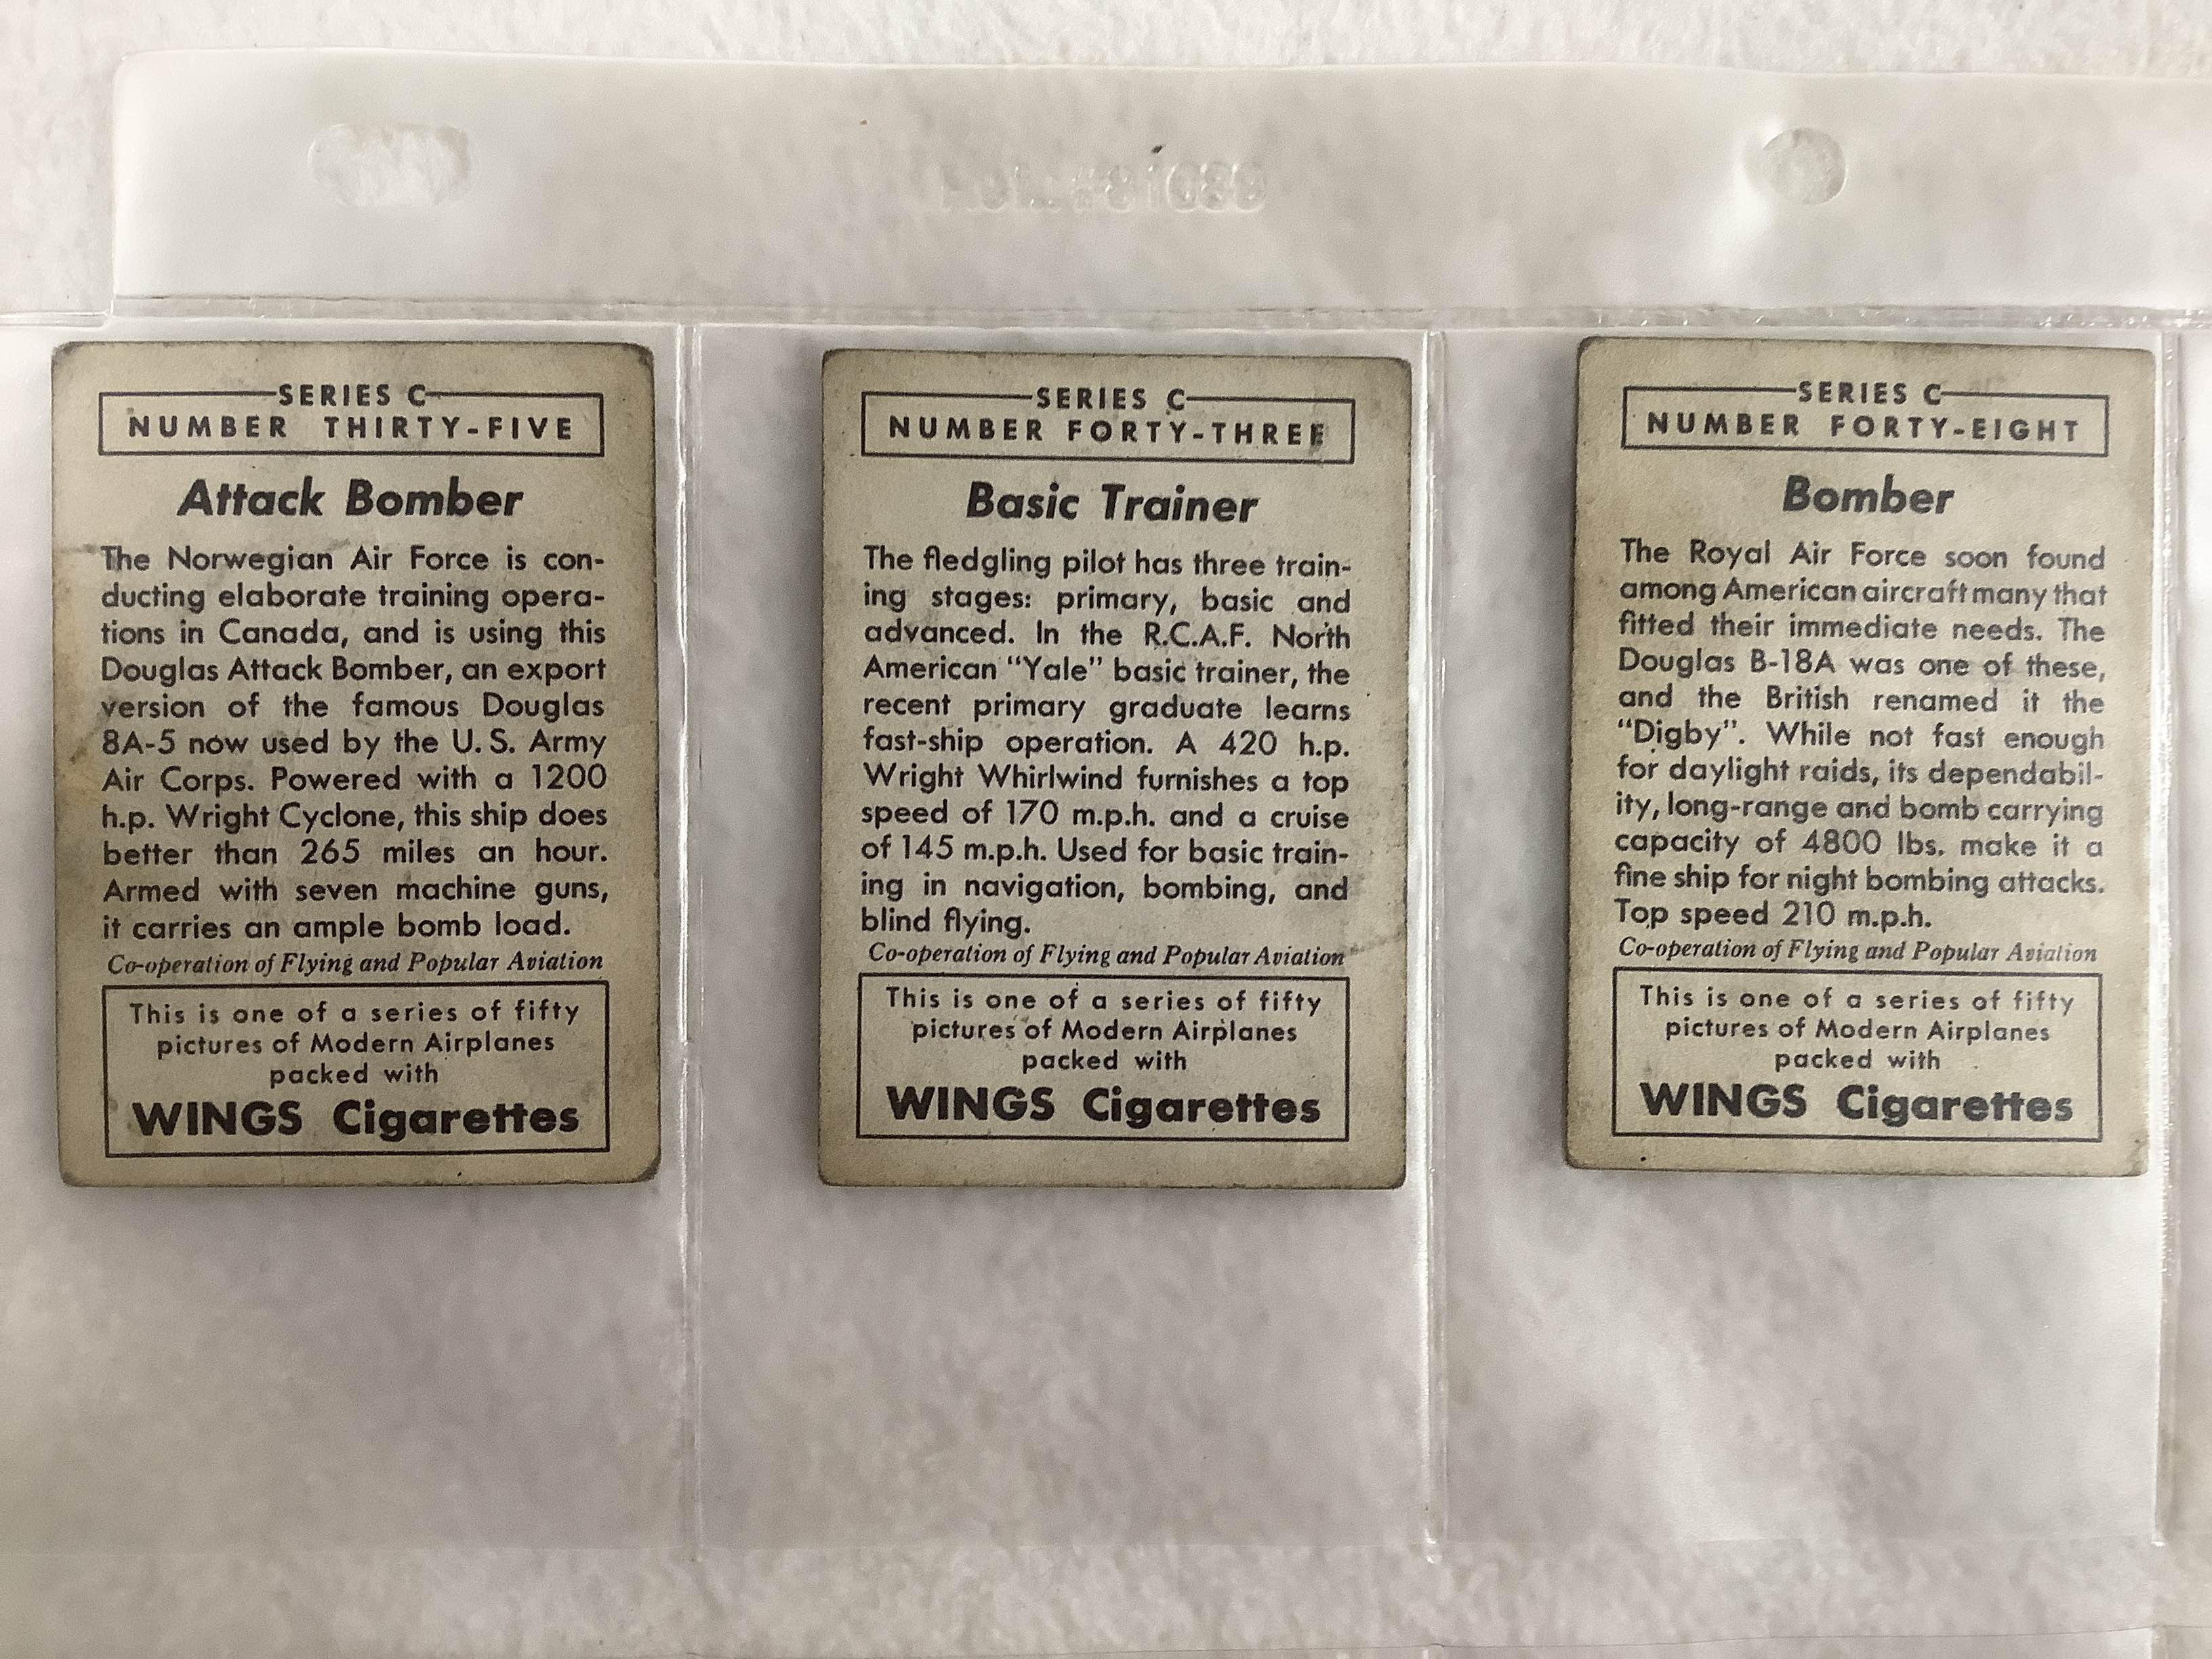 SERIES C
NUMBER THIRTY-FIVE
Attack Bomber
The Norwegian Air Force is con-
ducting elaborate training opera-
tions in Canada, and is using this
Douglas Attack Bomber, an export
version of the famous Douglas
8A-5 now used by the U. S. Army
Air Corps. Powered with a 1200
h.p. Wright Cyclone, this ship does
better than 265 miles an hour.
Armed with seven machine guns,
it carries an ample bomb load.
Co-operation of Flying and Popular Aviation
This is one of a series of fifty
pictures of Modern Airplanes
packed with
WINGS Cigarettes
SERIES C
NUMBER FORTY-THREE
Basic Trainer
The fledgling pilot has three train-
ing stages: primary, basic and
advanced. In the R.C.A.F. North
American "Yale" basic trainer, the
recent primary graduate learns
fast-ship operation. A 420 h.p.
Wright Whirlwind furnishes a top
speed of 170 m.p.h. and a cruise
of 145 m.p.h. Used for basic train-
ing in navigation, bombing, and
blind flying.
Co-operation of Flying and Popular Aviation
This is one of a series of fifty
pictures of Modern Airplanes
packed with
WINGS Cigarettes
SERIES C
NUMBER FORTY-EIGHT
Bomber
The Royal Air Force soon found
among American aircraft many that
fitted their immediate needs. The
Douglas B-18A was one of these,
and the British renamed it the
"Digby". While not fast enough
for daylight raids, its dependabil-
ity, long-range and bomb carrying
capacity of 4800 lbs. make it a
fine ship for night bombing attacks.
Top speed 210 m.p.h.
Co-operation of Flying and Popular Aviation
This is one of a series of fifty
pictures of Modern Airplanes
packed with
WINGS Cigarettes